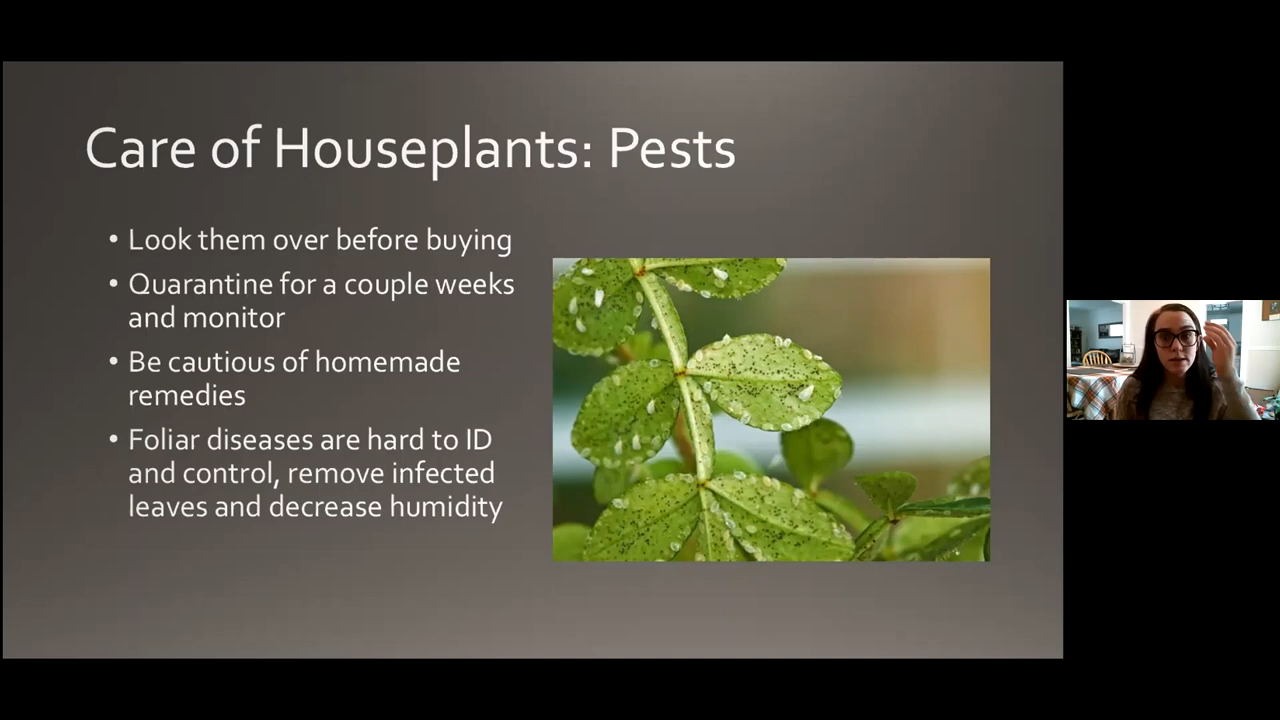 Care of Houseplants: Pests
• Look them over before buying
• Quarantine for a couple weeks
and monitor
• Be cautious of homemade
remedies
• Foliar diseases are hard to ID
and control, remove infected
leaves and decrease humidity